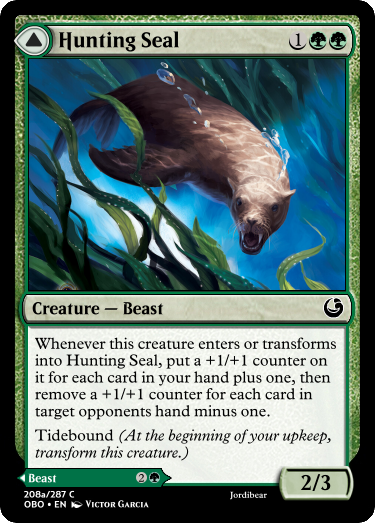 Hunting Seal 1
Creature — Beast
Whenever this creature enters or transforms
into Hunting Seal, put a +1/+1 counter on
it for each card in your hand plus one, then
remove a +1/+1 counter for each card in
target opponents hand minus one.
Tidebound (At the beginning of your upkeep,
transform this creature.)
Beast 2
2/3
208a/287 C
OBO • EN Victor Garcia
Jordibear